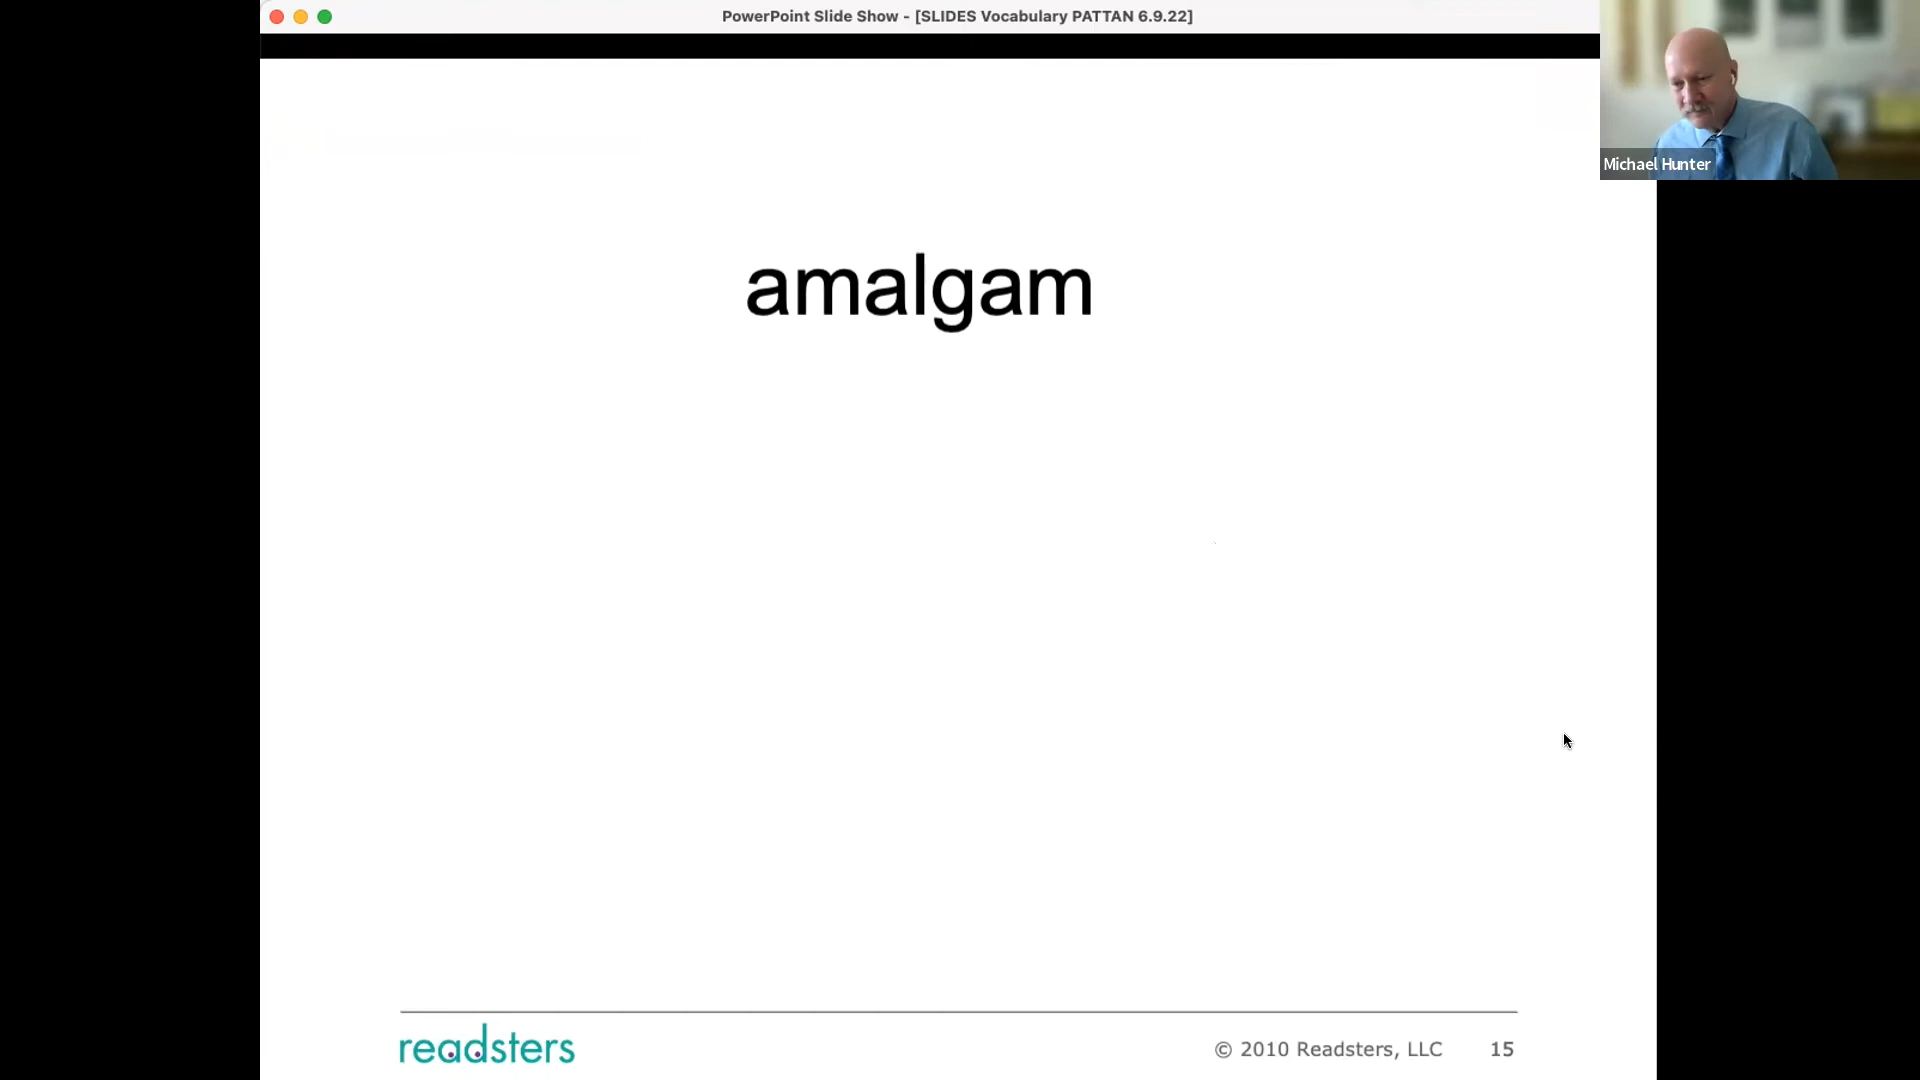 PowerPoint Slide Show - [SLIDES Vocabulary PATTAN 6.9.22]
Michael Hunter
amalgam
readsters
© 2010 Readsters, LLC 15